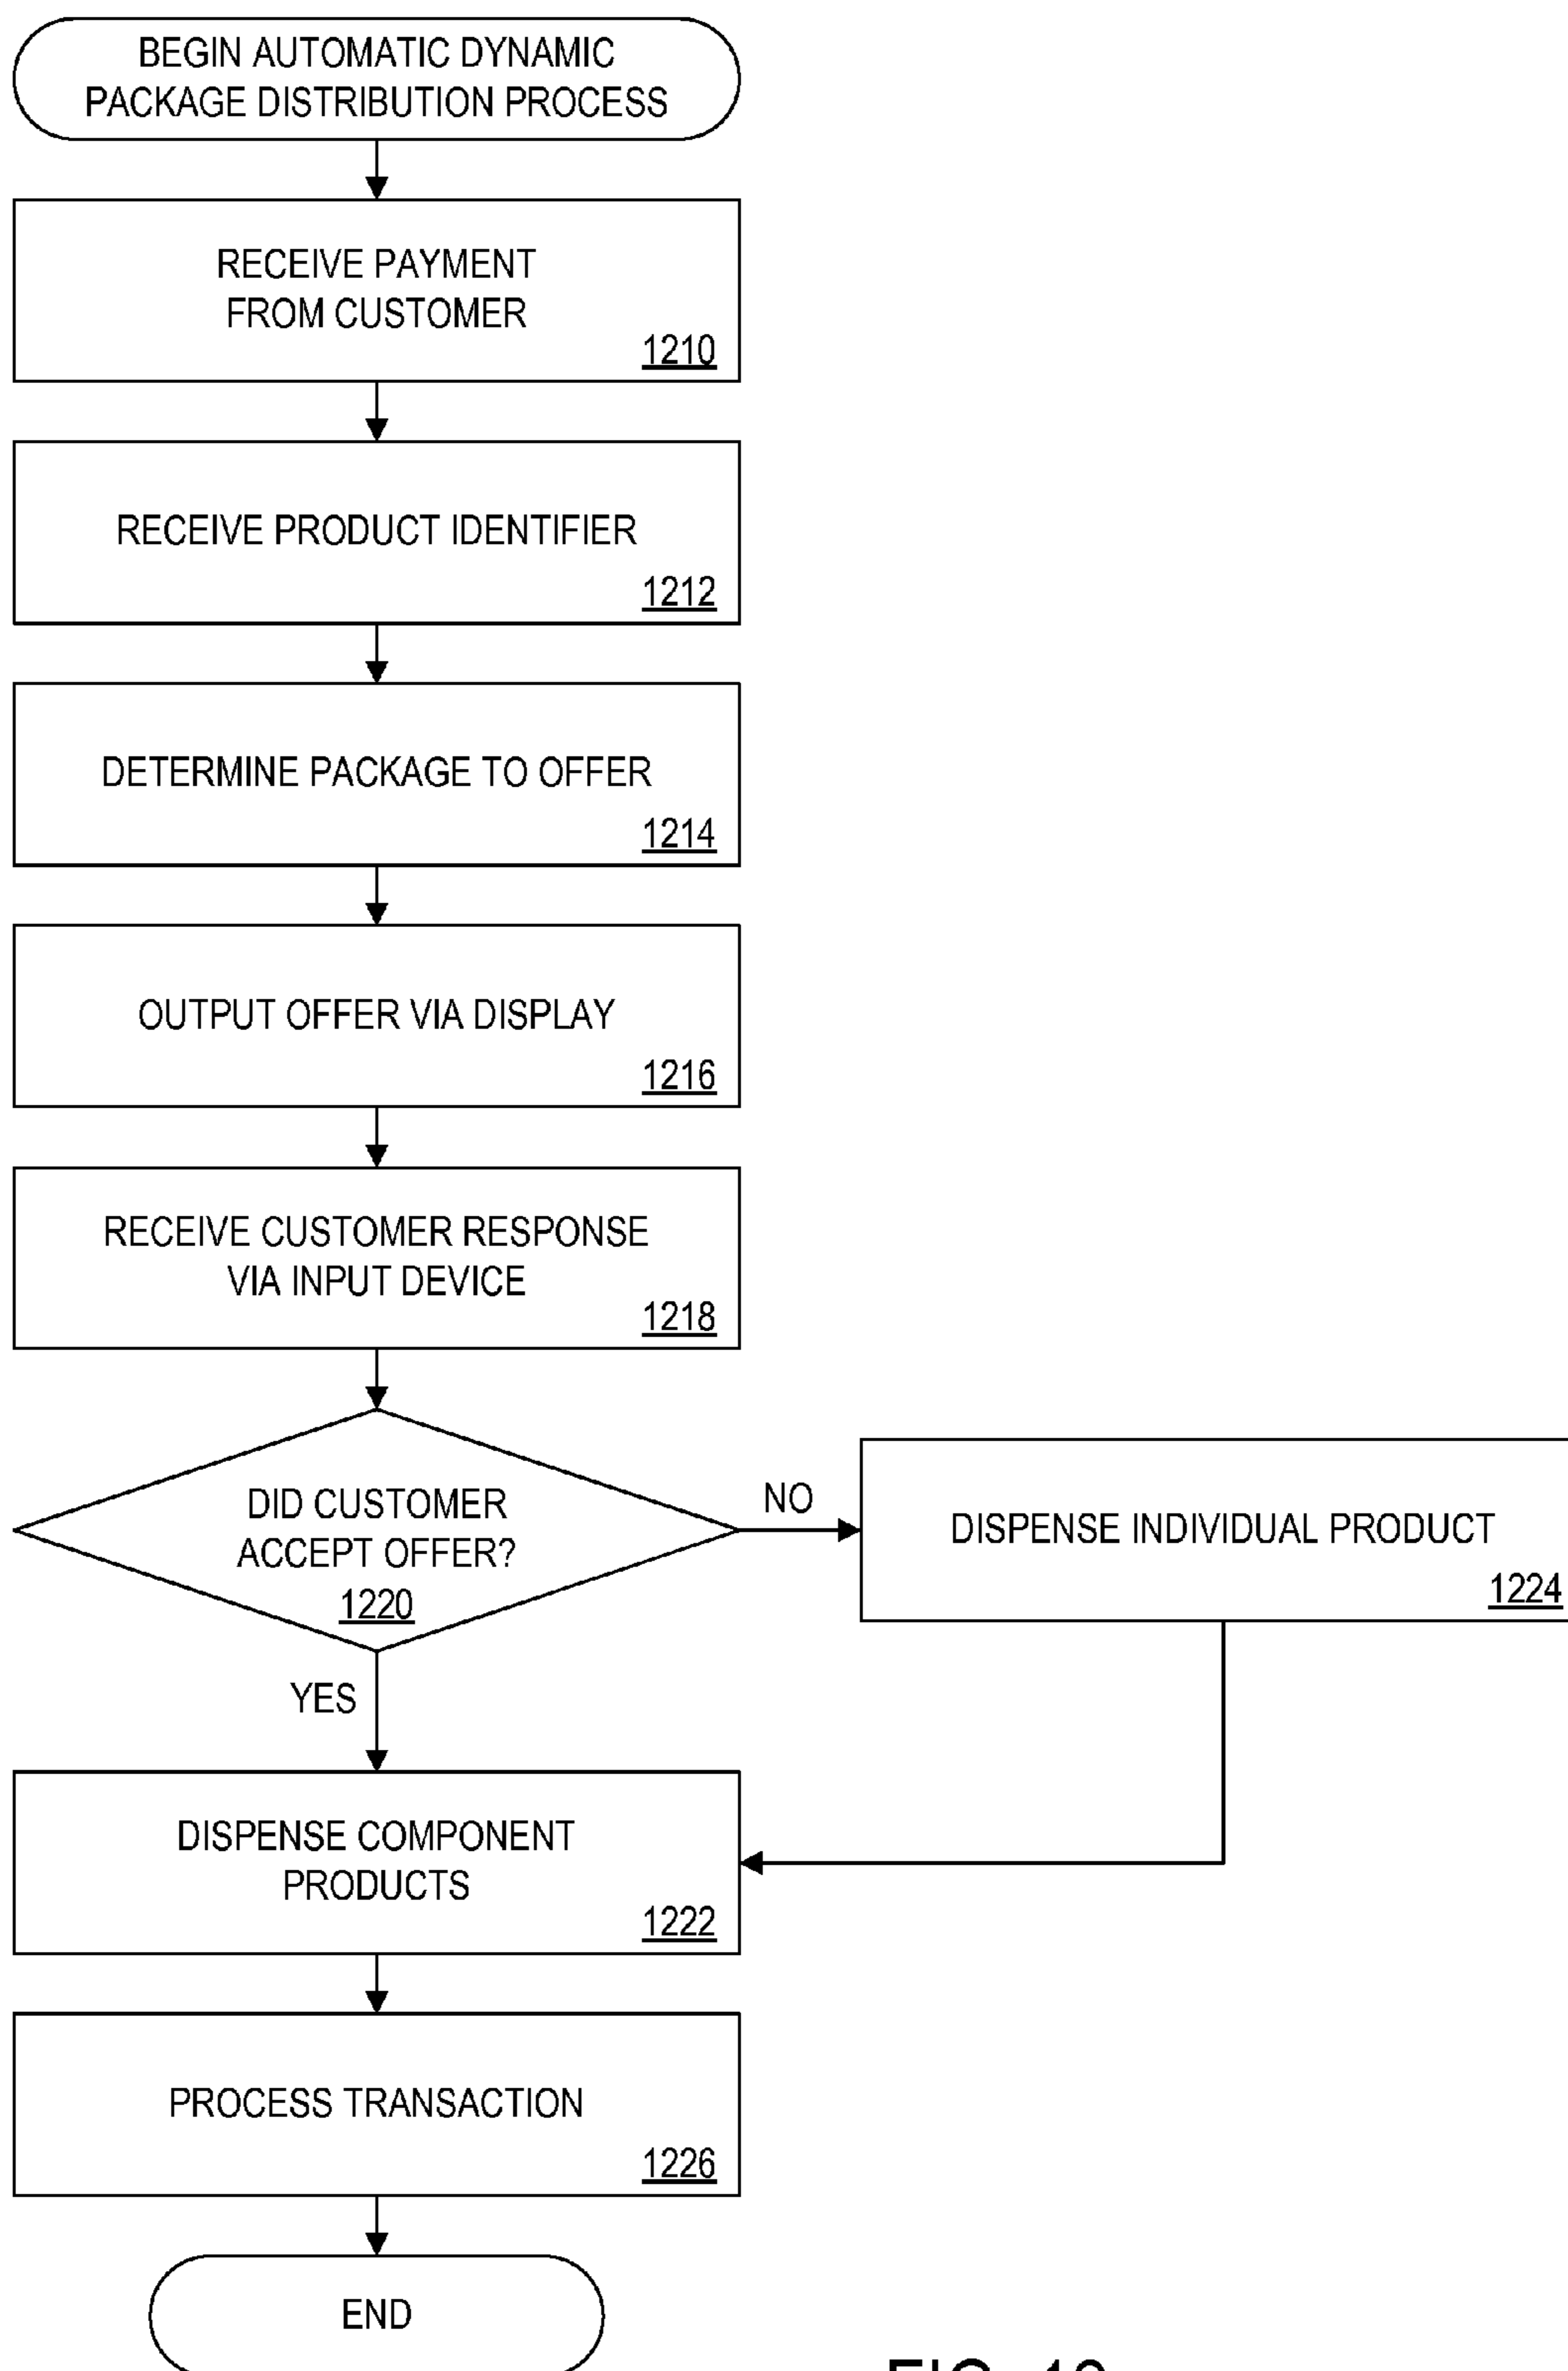 BEGIN AUTOMATIC DYNAMIC
PACKAGE DISTRIBUTION PROCESS
RECEIVE PAYMENT
FROM CUSTOMER
1210
RECEIVE PRODUCT IDENTIFIER
1212
DETERMINE PACKAGE TO OFFER
1214
OUTPUT OFFER VIA DISPLAY
1216
RECEIVE CUSTOMER RESPONSE
VIA INPUT DEVICE
1218
DID CUSTOMER
ACCEPT OFFER?
1220
NO
DISPENSE INDIVIDUAL PRODUCT
1224
YES
DISPENSE COMPONENT
PRODUCTS
1222
PROCESS TRANSACTION
1226
END
FIG.